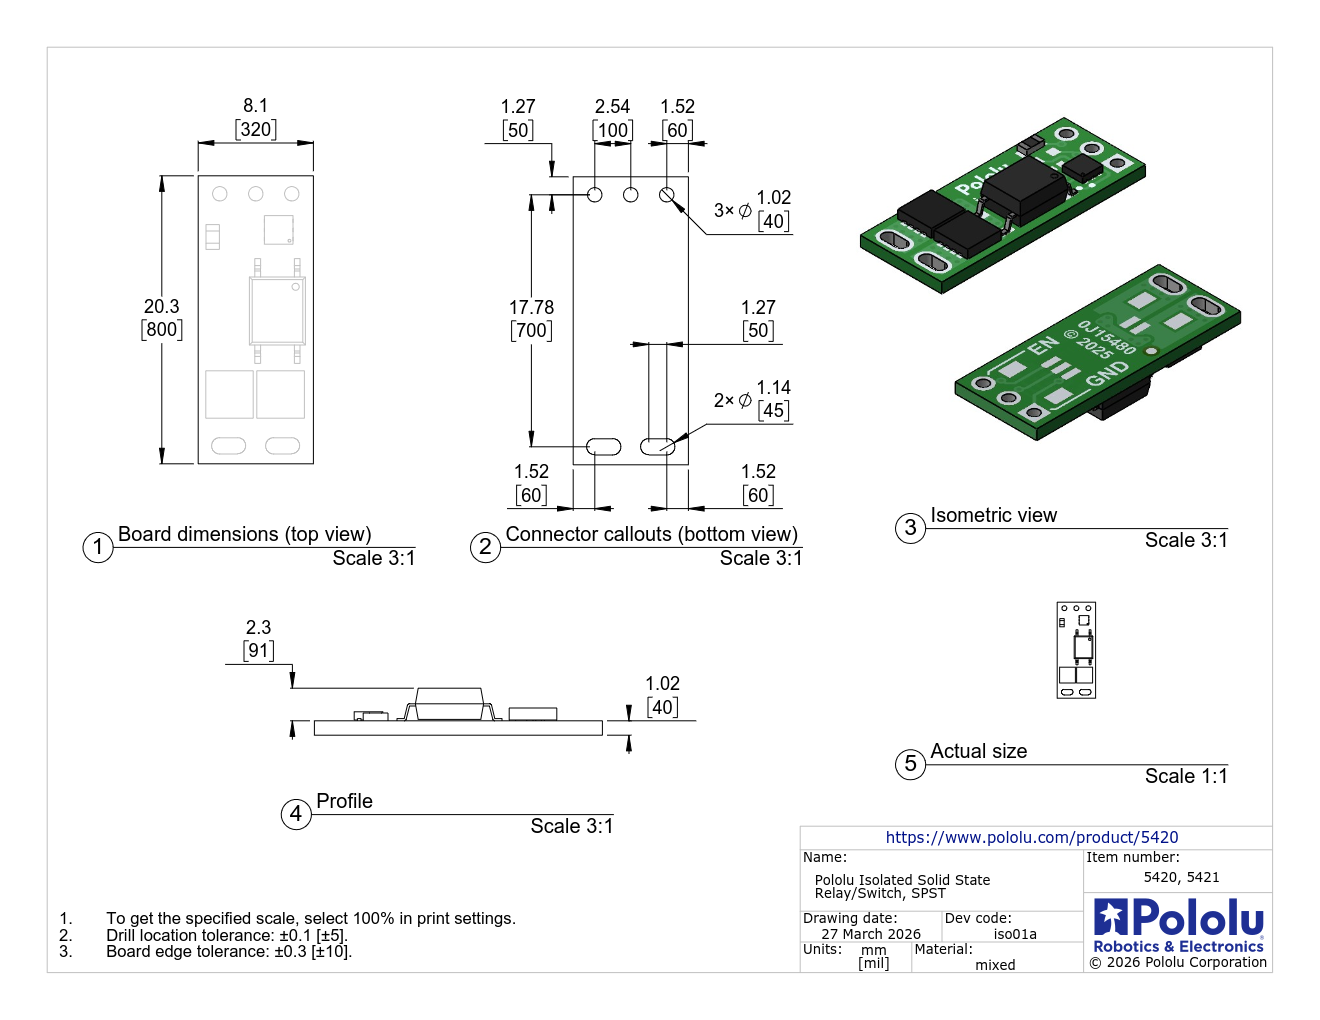 8.1
[320]
20.3
[800]
1 Board dimensions (top view)
Scale 3:1
1.27
[50]
2.54
[100]
1.52
[60]
3× ⌀ 1.02
[40]
17.78
[700]
1.27
[50]
2× ⌀ 1.14
[45]
1.52
[60]
1.52
[60]
2 Connector callouts (bottom view)
Scale 3:1
Pololu
0J15480
© 2025
EN
GND
3 Isometric view
Scale 3:1
2.3
[91]
1.02
[40]
4 Profile
Scale 3:1
5 Actual size
Scale 1:1
1. To get the specified scale, select 100% in print settings.
2. Drill location tolerance: ±0.1 [±5].
3. Board edge tolerance: ±0.3 [±10].
https://www.pololu.com/product/5420
Name:
Pololu Isolated Solid State
Relay/Switch, SPST
Item number:
5420, 5421
Drawing date:
27 March 2026
Dev code:
iso01a
Units: mm
[mil]
Material:
mixed
Pololu
Robotics & Electronics
© 2026 Pololu Corporation